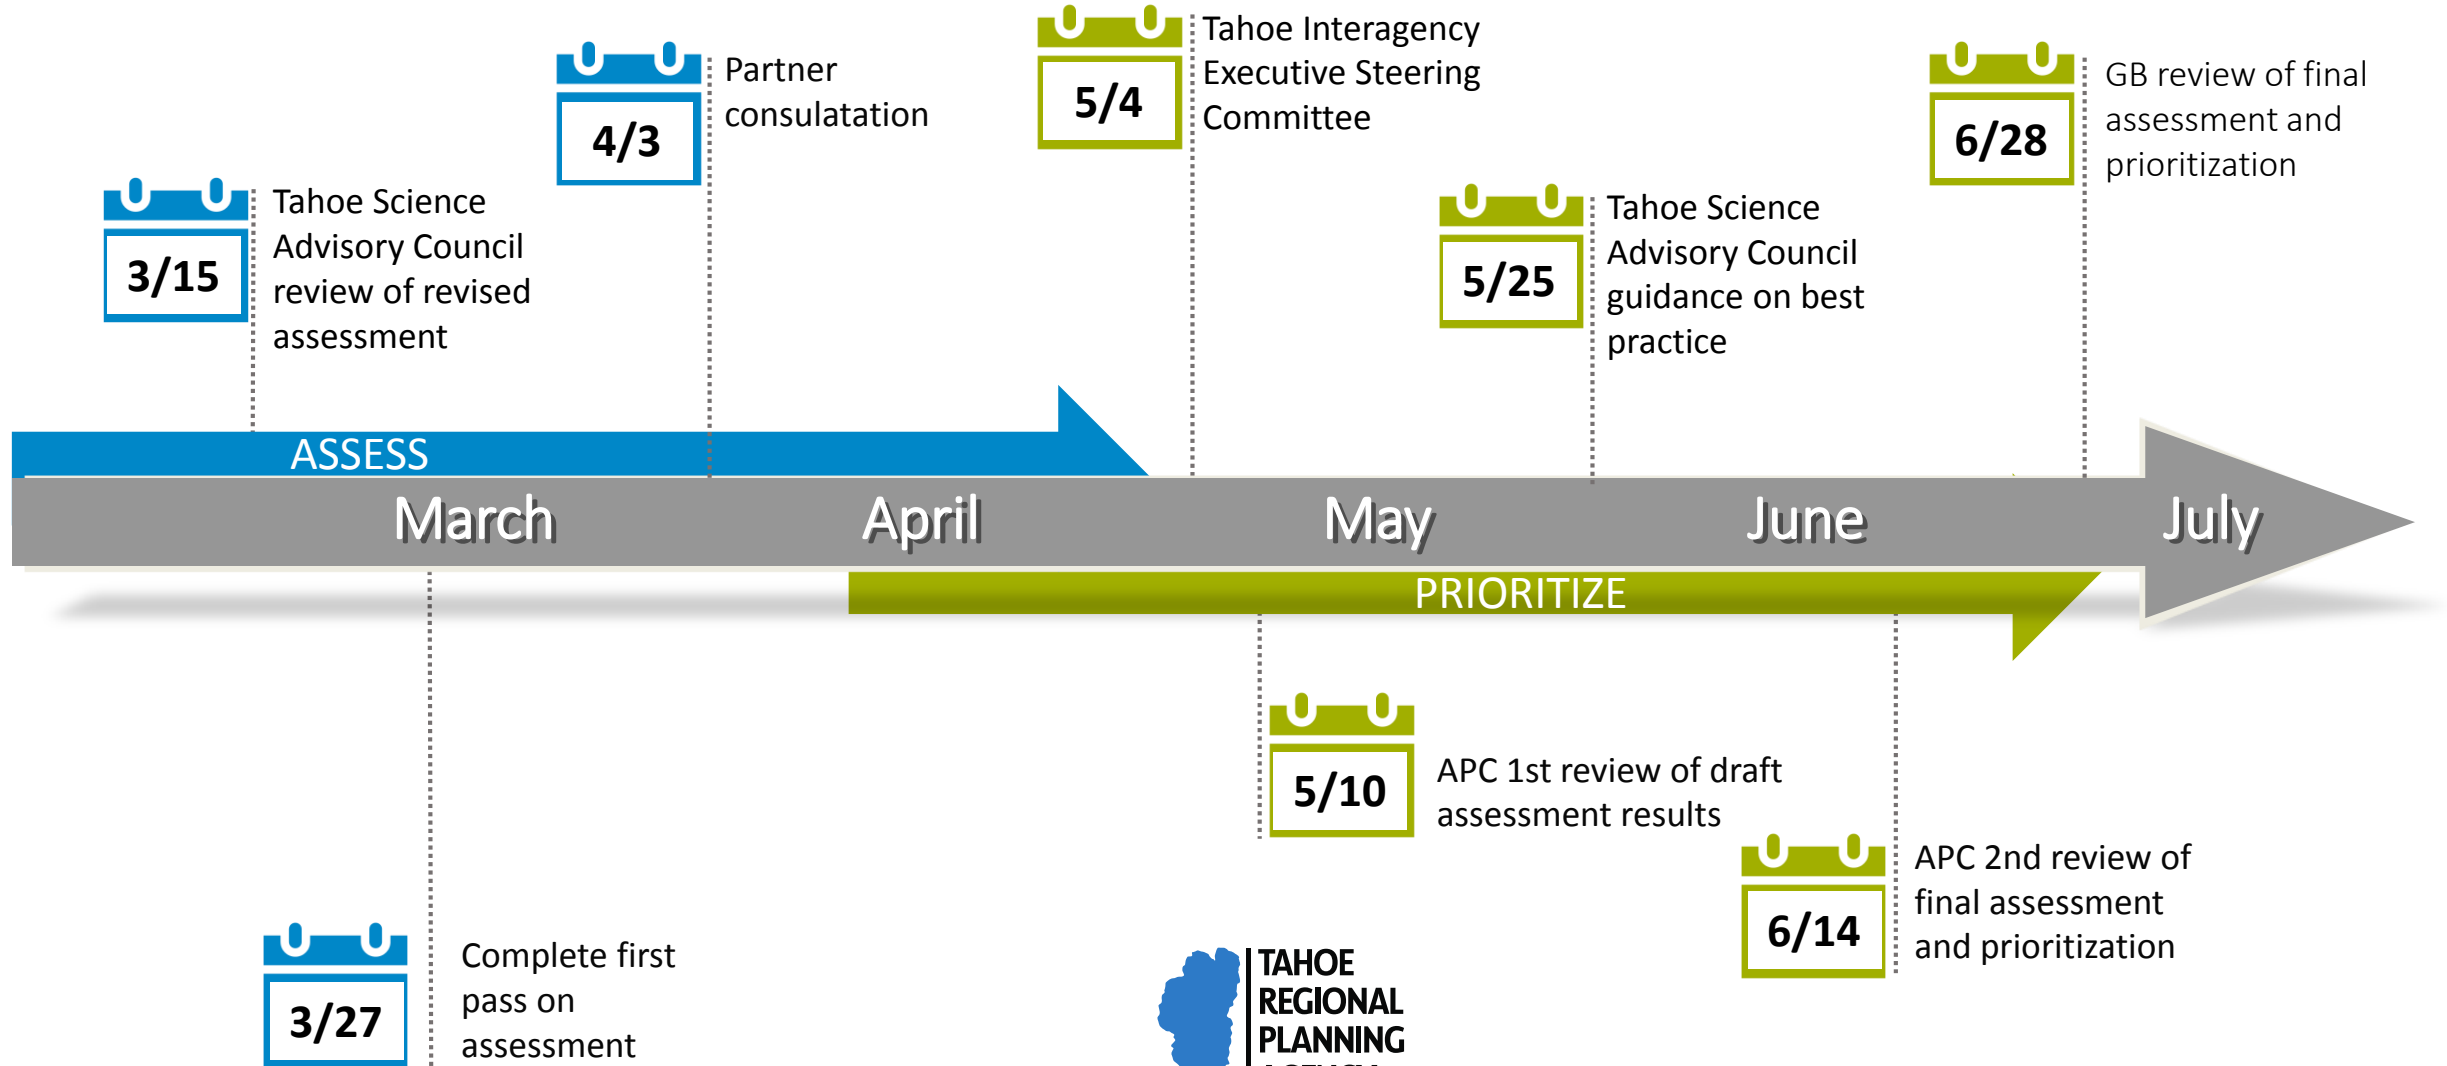 3/15
Tahoe Science
Advisory Council
review of revised
assessment
4/3
Partner
consulatation
5/4
Tahoe Interagency
Executive Steering
Committee
5/25
Tahoe Science
Advisory Council
guidance on best
practice
6/28
GB review of final
assessment and
prioritization
ASSESS
March
April
May
June
July
PRIORITIZE
3/27
Complete first
pass on
assessment
5/10
APC 1st review of draft
assessment results
6/14
APC 2nd review of
final assessment
and prioritization
TAHOE
REGIONAL
PLANNING